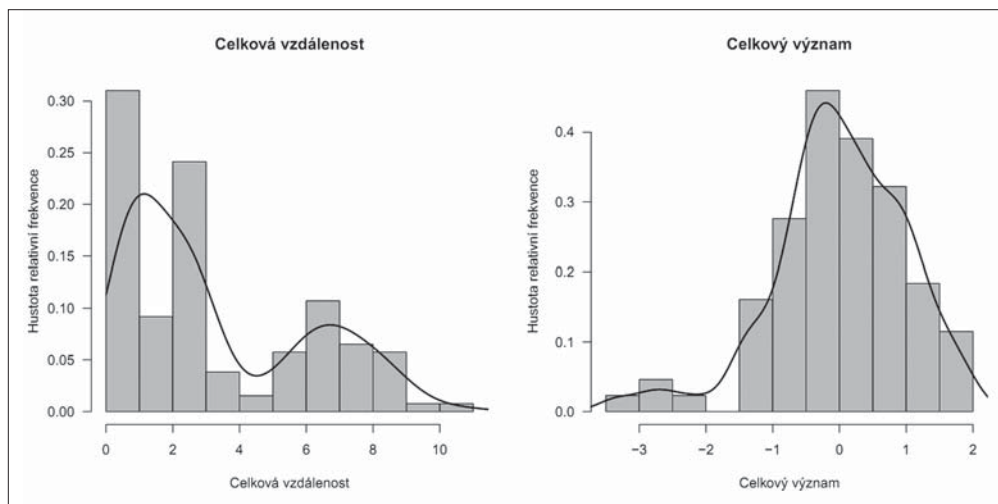 Celková vzdálenost
Hustota relativní frekvence
0.30
0.25
0.20
0.15
0.10
0.05
0.00
0 2 4 6 8 10
Celková vzdálenost
Celkový význam
Hustota relativní frekvence
0.4
0.3
0.2
0.1
0.0
−3 −2 −1 0 1 2
Celkový význam